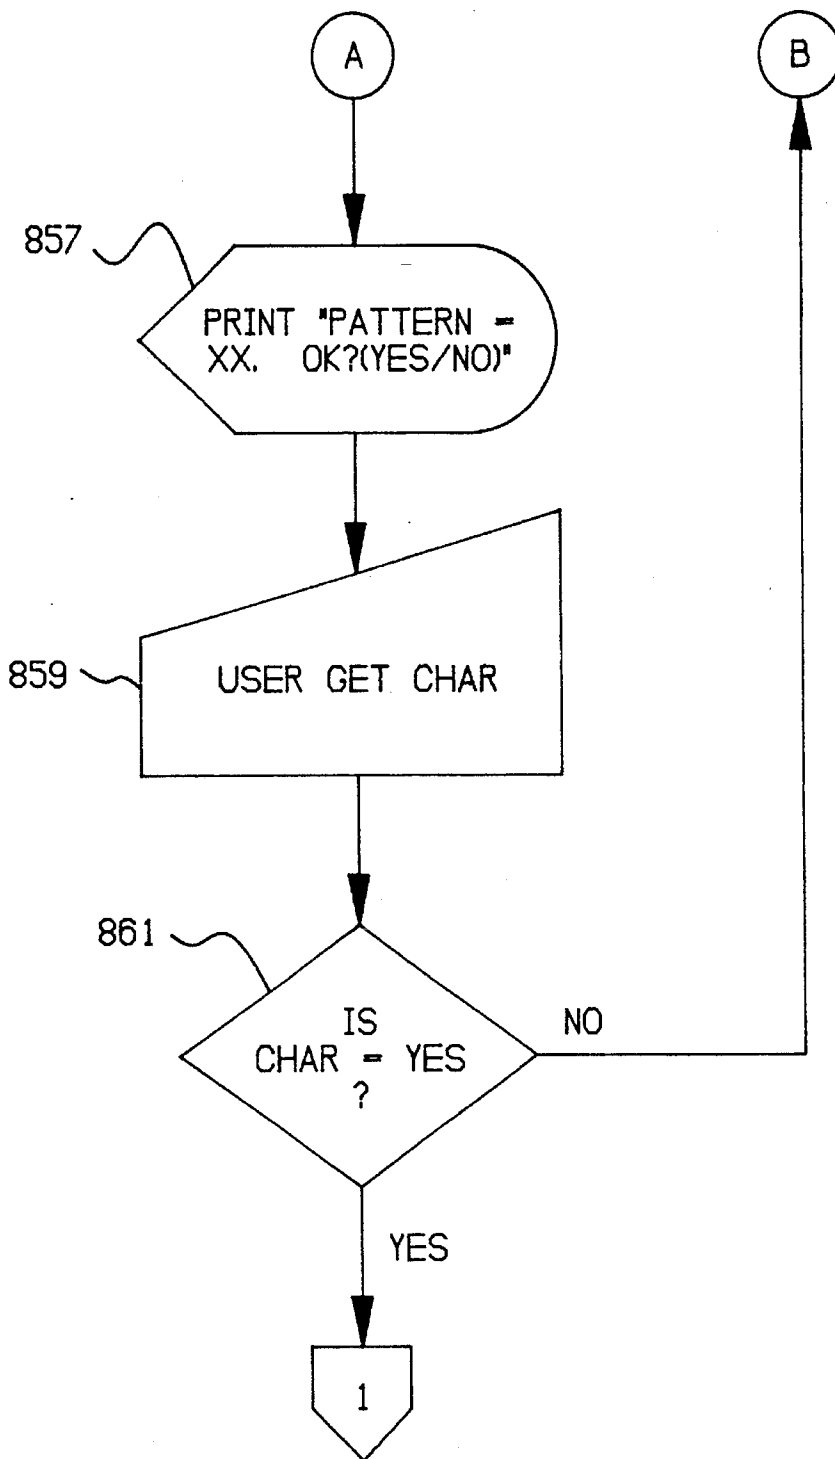 A
B
857
PRINT "PATTERN =
XX. OK?(YES/NO)"
859
USER GET CHAR
861
IS
CHAR = YES
?
NO
YES
1